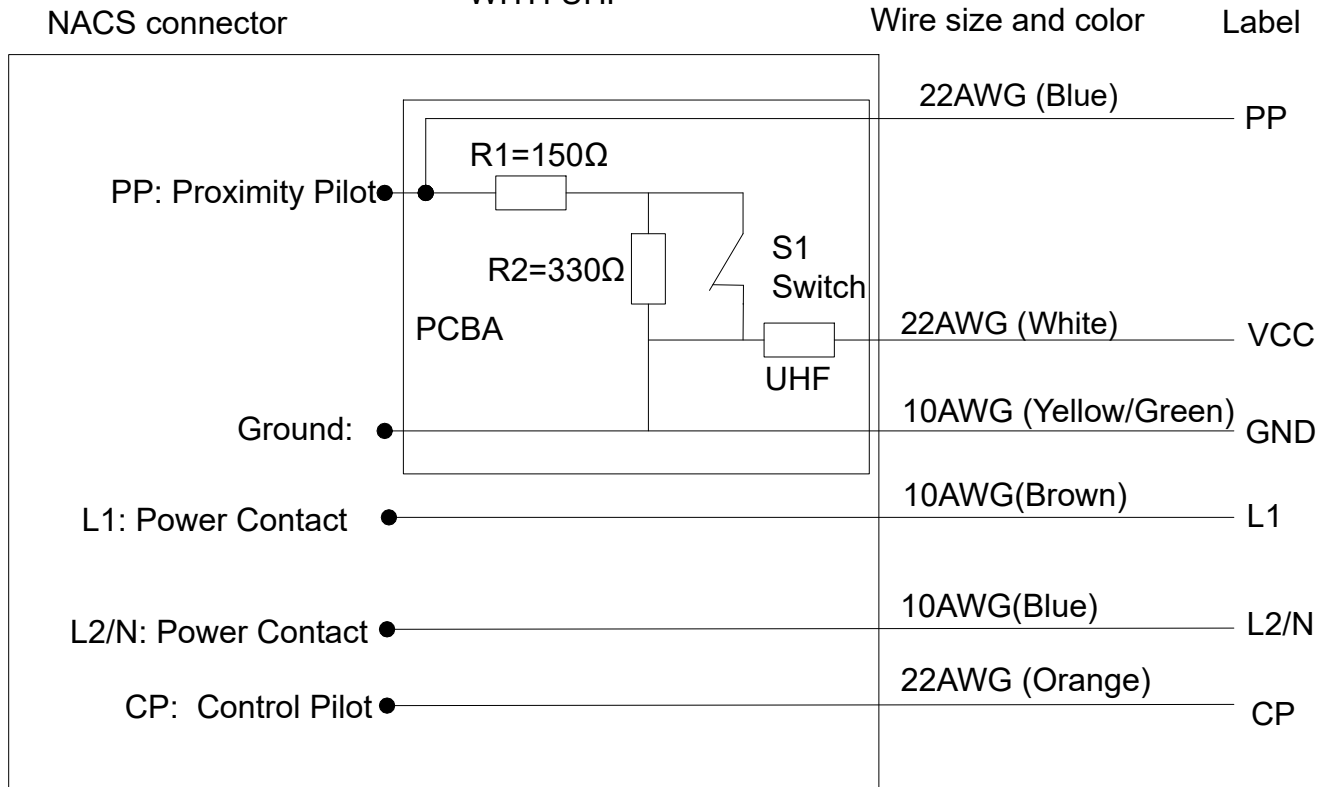 NACS connector
Wire size and color
Label
22AWG (Blue)
PP
R1=150Ω
PP: Proximity Pilot
S1
Switch
R2=330Ω
PCBA
22AWG (White)
VCC
UHF
10AWG (Yellow/Green)
Ground:
GND
10AWG(Brown)
L1: Power Contact
L1
10AWG(Blue)
L2/N: Power Contact
L2/N
22AWG (Orange)
CP: Control Pilot
CP